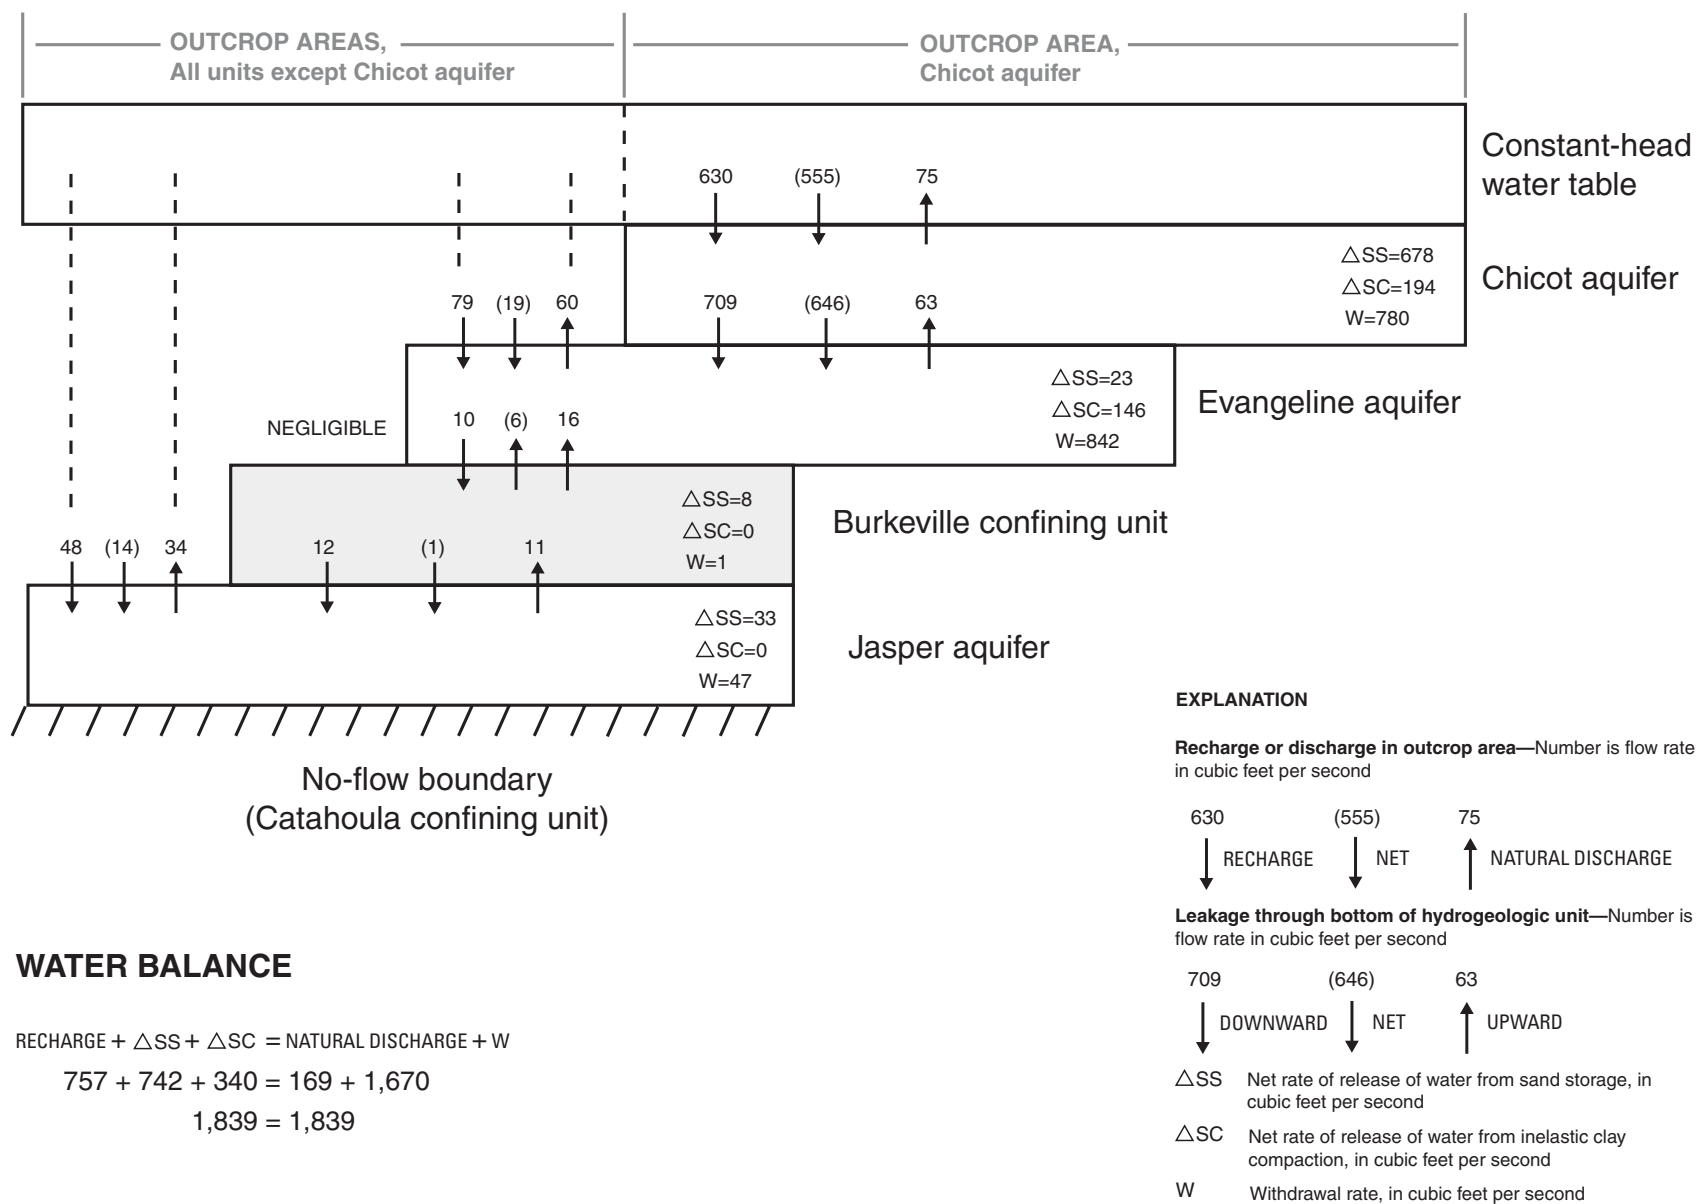 OUTCROP AREAS,
All units except Chicot aquifer
OUTCROP AREA,
Chicot aquifer
Constant-head
water table
630 (555) 75
△SS=678
△SC=194
W=780
Chicot aquifer
79 (19) 60
709 (646) 63
△SS=23
△SC=146
W=842
Evangeline aquifer
NEGLIGIBLE
10 (6) 16
△SS=8
△SC=0
W=1
Burkeville confining unit
48 (14) 34
12 (1) 11
△SS=33
△SC=0
W=47
Jasper aquifer
No-flow boundary
(Catahoula confining unit)
WATER BALANCE
RECHARGE + △SS + △SC = NATURAL DISCHARGE + W
757 + 742 + 340 = 169 + 1,670
1,839 = 1,839
EXPLANATION
Recharge or discharge in outcrop area—Number is flow rate
in cubic feet per second
630 (555) 75
RECHARGE NET NATURAL DISCHARGE
Leakage through bottom of hydrogeologic unit—Number is
flow rate in cubic feet per second
709 (646) 63
DOWNWARD NET UPWARD
△SS Net rate of release of water from sand storage, in
cubic feet per second
△SC Net rate of release of water from inelastic clay
compaction, in cubic feet per second
W Withdrawal rate, in cubic feet per second